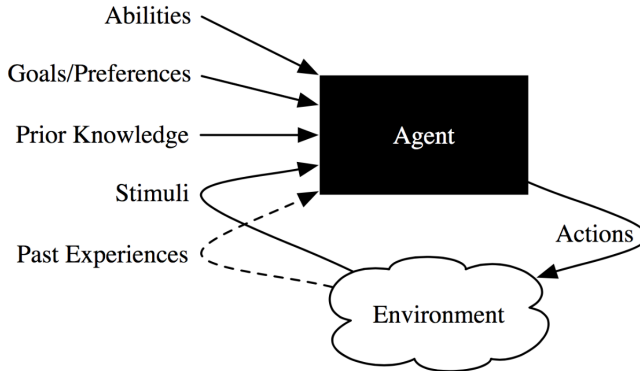 Abilities
Goals/Preferences
Prior Knowledge
Agent
Stimuli
Past Experiences
Actions
Environment